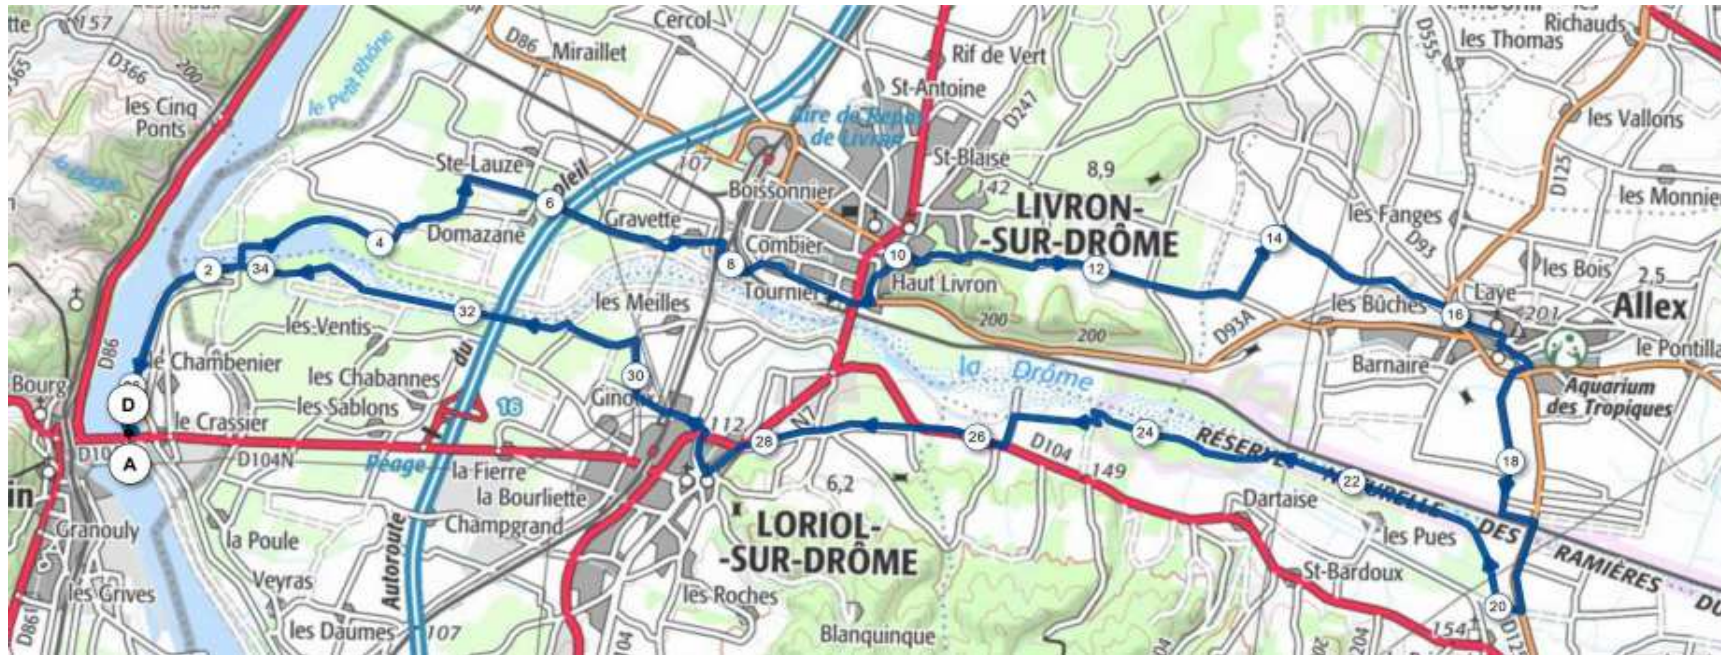 157
D366
200
les Cinq
Ponts
le Petit Rhône
D86
Miraillet
Cercol
Rif de Vert
St-Antoine
Aire de Repos
de Livron
D247
St-Blaise
142
8,9
D555
les Thomas
Richauds
les Vallons
D125
les Monnier
les Fanges
D93
les Bois
2,5
Ste-Lauze
107
Boissonnier
Gravette
Domazane
Combier
LIVRON-
-SUR-DRÔME
Haut Livron
Tournier
les Meilles
200
200
D93A
les Bûches
Laye
201
Allex
Barnaire
le Pontilla
Aquarium
des Tropiques
2
4
6
8
10
12
14
16
18
20
22
24
26
28
30
32
34
D86
le Chambenier
les Ventis
les Chabannes
les Sablons
le Crassier
Bourg
D
A
D104N
Péage
16
du
Soleil
Autoroute
la Fierre
la Bourliette
Champgrand
112
N7
la Drôme
D104
149
RÉSERVE NATURELLE DES RAMIÈRES DU
Dartaise
les Pues
St-Bardoux
154
6,2
LORIOL-
-SUR-DRÔME
les Roches
Blanquinque
Granouly
la Poule
Veyras
les Grives
les Daumes
107
D861
104
204